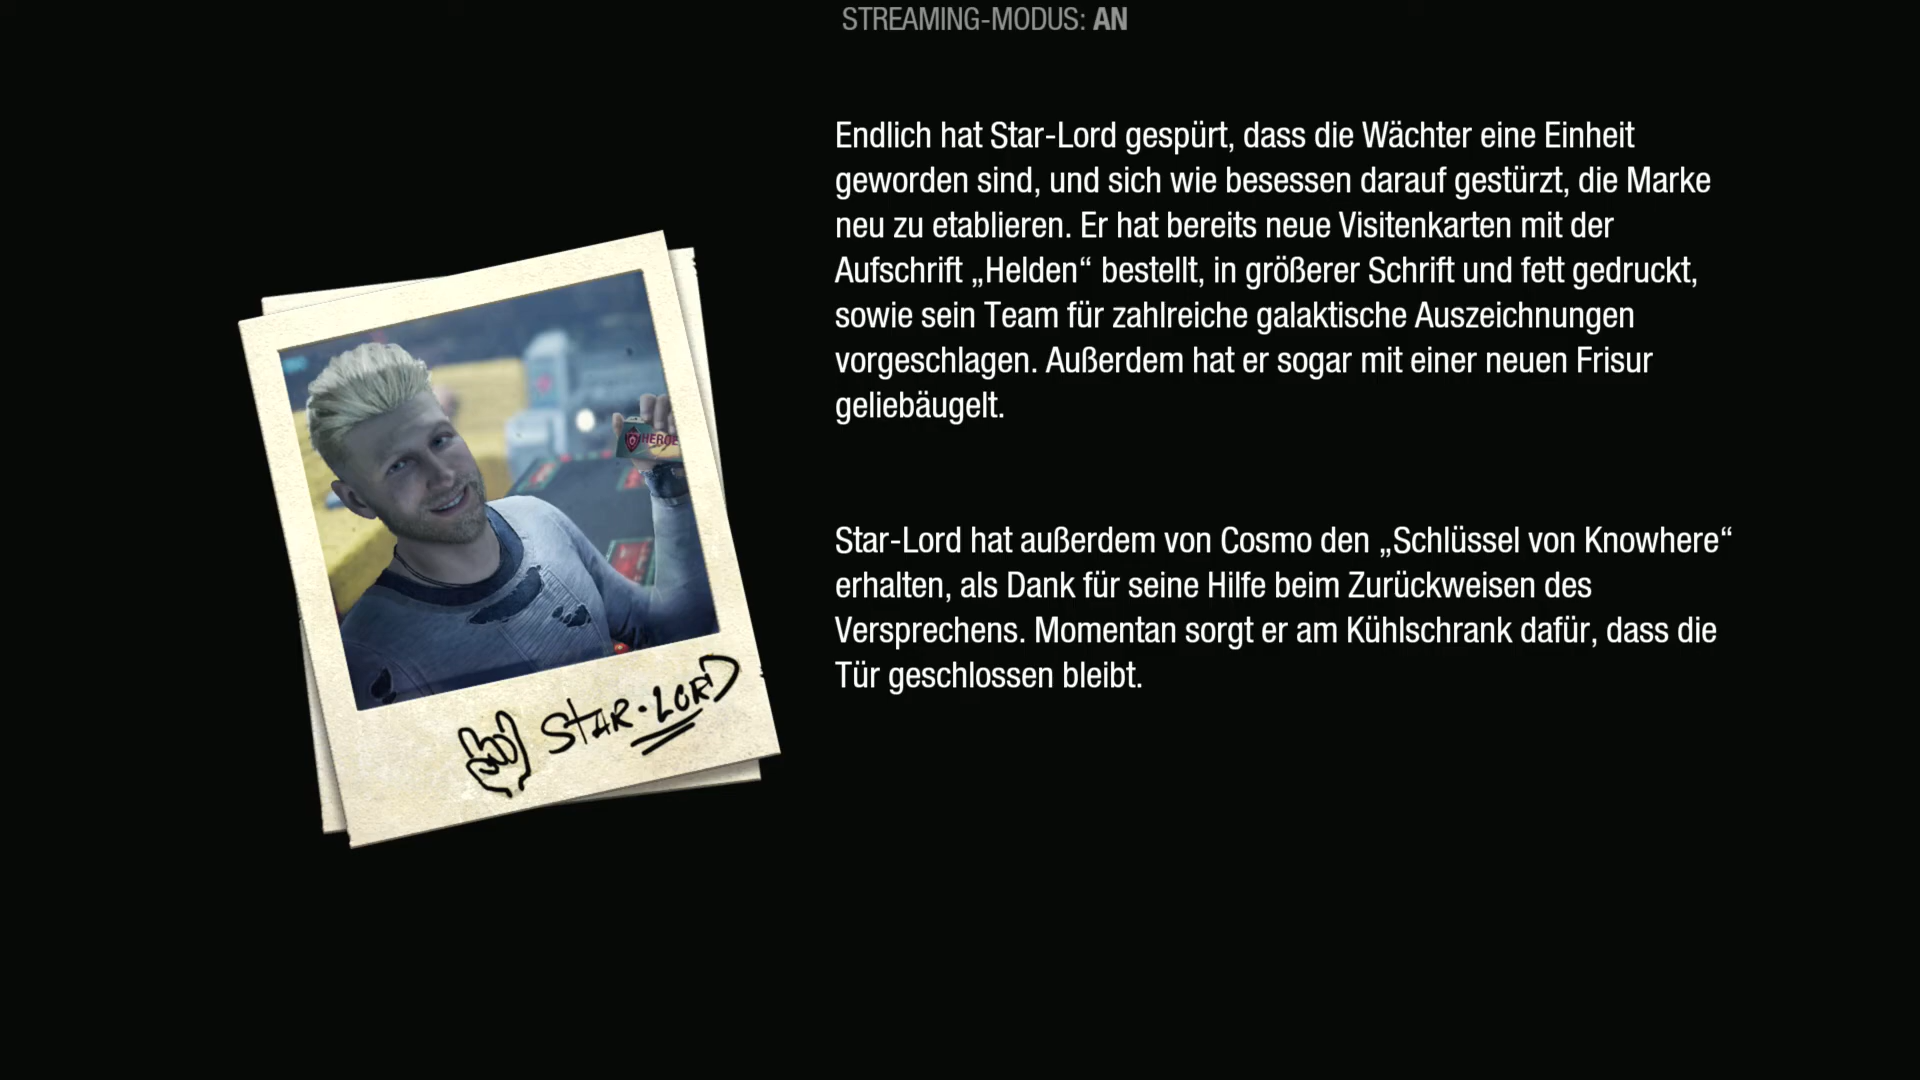 STREAMING-MODUS: AN
Endlich hat Star-Lord gespürt, dass die Wächter eine Einheit
geworden sind, und sich wie besessen darauf gestürzt, die Marke
neu zu etablieren. Er hat bereits neue Visitenkarten mit der
Aufschrift „Helden“ bestellt, in größerer Schrift und fett gedruckt,
sowie sein Team für zahlreiche galaktische Auszeichnungen
vorgeschlagen. Außerdem hat er sogar mit einer neuen Frisur
geliebäugelt.
Star-Lord hat außerdem von Cosmo den „Schlüssel von Knowhere“
erhalten, als Dank für seine Hilfe beim Zurückweisen des
Versprechens. Momentan sorgt er am Kühlschrank dafür, dass die
Tür geschlossen bleibt.
HEROE
STAR·LORD